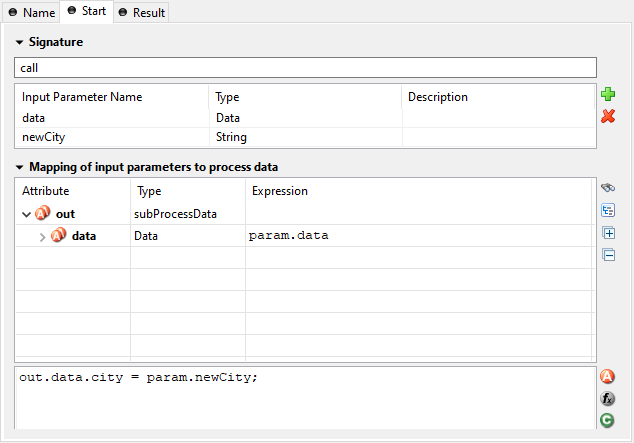 Name Start Result
Signature
call
Input Parameter Name Type Description
data Data
newCity String
Mapping of input parameters to process data
Attribute Type Expression
out subProcessData
data Data param.data
out.data.city = param.newCity;